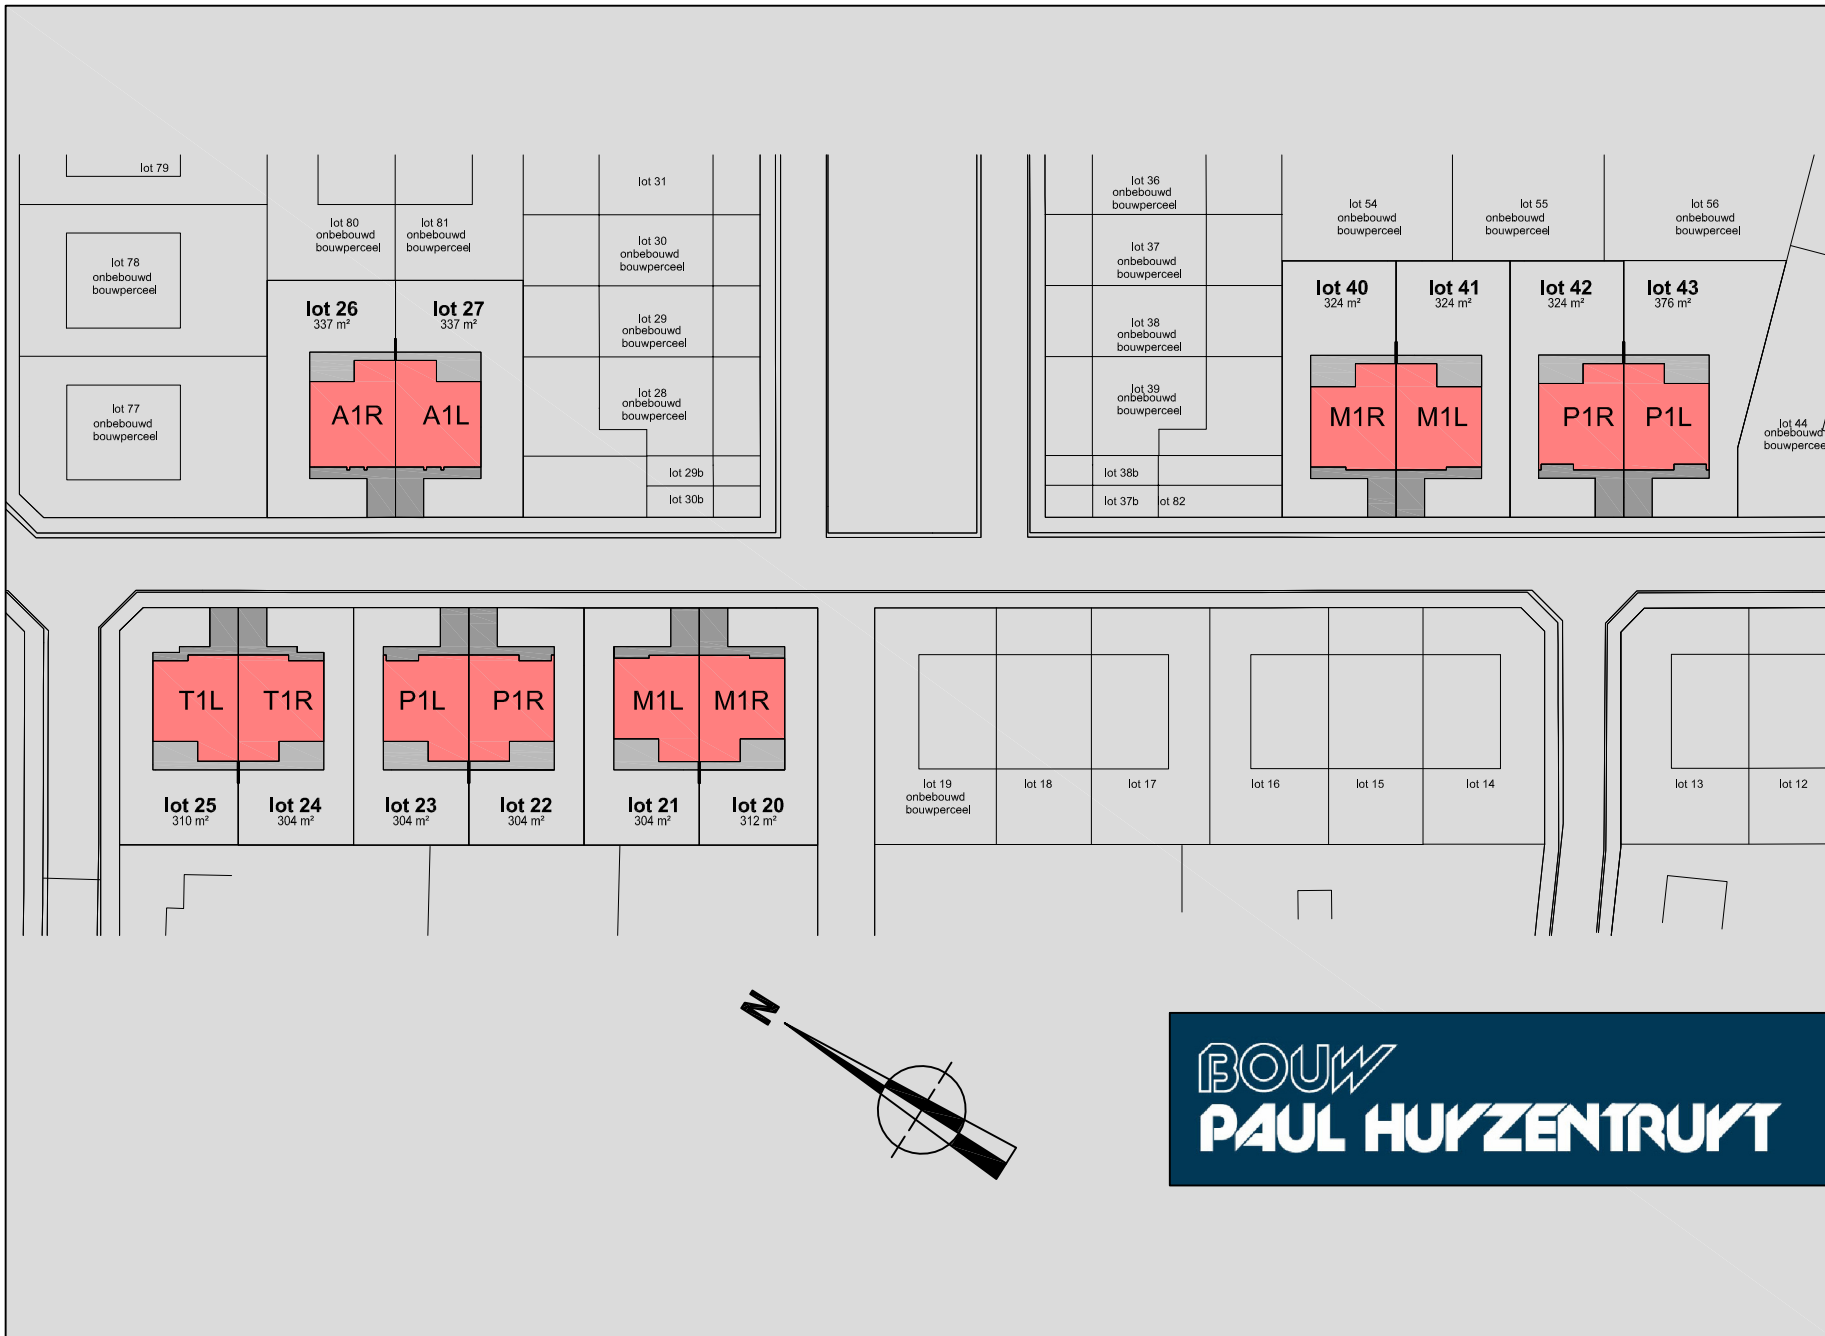 lot 79
lot 80
onbebouwd
bouwperceel
lot 81
onbebouwd
bouwperceel
lot 31
lot 30
onbebouwd
bouwperceel
lot 78
onbebouwd
bouwperceel
lot 26
337 m²
lot 27
337 m²
lot 29
onbebouwd
bouwperceel
lot 77
onbebouwd
bouwperceel
A1R
A1L
lot 28
onbebouwd
bouwperceel
lot 29b
lot 30b
lot 36
onbebouwd
bouwperceel
lot 37
onbebouwd
bouwperceel
lot 38
onbebouwd
bouwperceel
lot 39
onbebouwd
bouwperceel
lot 38b
lot 37b
lot 82
lot 54
onbebouwd
bouwperceel
lot 55
onbebouwd
bouwperceel
lot 56
onbebouwd
bouwperceel
lot 40
324 m²
lot 41
324 m²
lot 42
324 m²
lot 43
376 m²
M1R
M1L
P1R
P1L
lot 44
onbebouwd
bouwpercee
T1L
T1R
P1L
P1R
M1L
M1R
lot 25
310 m²
lot 24
304 m²
lot 23
304 m²
lot 22
304 m²
lot 21
304 m²
lot 20
312 m²
lot 19
onbebouwd
bouwperceel
lot 18
lot 17
lot 16
lot 15
lot 14
lot 13
lot 12
N
BOUW
PAUL HUYZENTRUYT